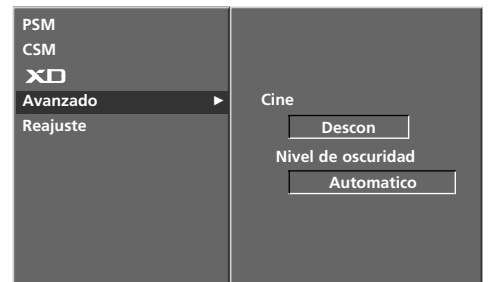 PSM
CSM
XD
Avanzado ►
Reajuste
Cine
Descon
Nivel de oscuridad
Automatico